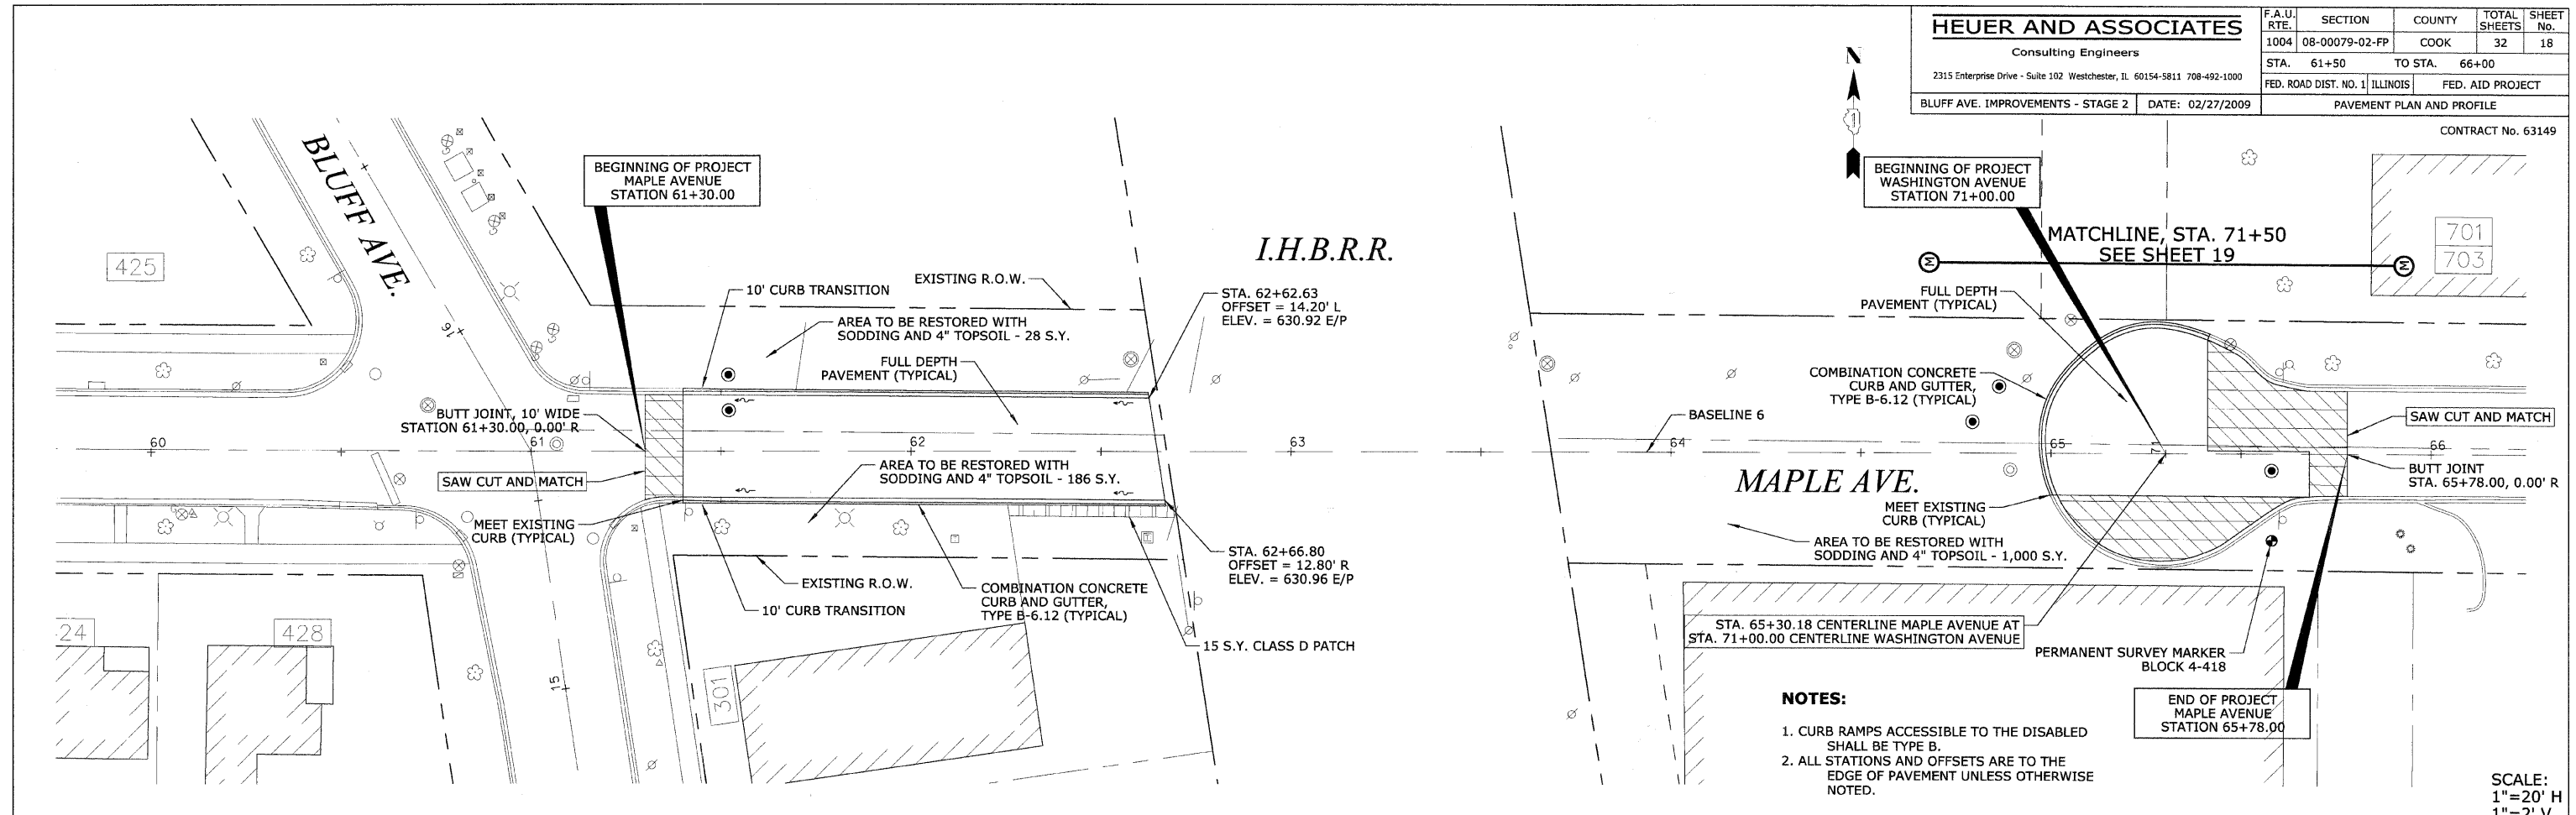 HEUER AND ASSOCIATES
Consulting Engineers
2315 Enterprise Drive - Suite 102 Westchester, IL 60154-5811 708-492-1000
BLUFF AVE. IMPROVEMENTS - STAGE 2
DATE: 02/27/2009
F.A.U. RTE.
SECTION
COUNTY
TOTAL SHEETS
SHEET No.
1004
08-00079-02-FP
COOK
32
18
STA. 61+50 TO STA. 66+00
FED. ROAD DIST. NO. 1
ILLINOIS
FED. AID PROJECT
PAVEMENT PLAN AND PROFILE
CONTRACT No. 63149
N
1
BLUFF AVE.
BEGINNING OF PROJECT
MAPLE AVENUE
STATION 61+30.00
I.H.B.R.R.
BEGINNING OF PROJECT
WASHINGTON AVENUE
STATION 71+00.00
MATCHLINE, STA. 71+50
SEE SHEET 19
M
M
701
703
425
16
EXISTING R.O.W.
10' CURB TRANSITION
STA. 62+62.63
OFFSET = 14.20' L
ELEV. = 630.92 E/P
AREA TO BE RESTORED WITH
SODDING AND 4" TOPSOIL - 28 S.Y.
FULL DEPTH
PAVEMENT (TYPICAL)
FULL DEPTH
PAVEMENT (TYPICAL)
COMBINATION CONCRETE
CURB AND GUTTER,
TYPE B-6.12 (TYPICAL)
BUTT JOINT, 10' WIDE
STATION 61+30.00, 0.00' R
BASELINE 6
SAW CUT AND MATCH
60
61
62
63
64
65
71
66
SAW CUT AND MATCH
AREA TO BE RESTORED WITH
SODDING AND 4" TOPSOIL - 186 S.Y.
MAPLE AVE.
BUTT JOINT
STA. 65+78.00, 0.00' R
MEET EXISTING
CURB (TYPICAL)
MEET EXISTING
CURB (TYPICAL)
AREA TO BE RESTORED WITH
SODDING AND 4" TOPSOIL - 1,000 S.Y.
STA. 62+66.80
OFFSET = 12.80' R
ELEV. = 630.96 E/P
EXISTING R.O.W.
10' CURB TRANSITION
COMBINATION CONCRETE
CURB AND GUTTER,
TYPE B-6.12 (TYPICAL)
15 S.Y. CLASS D PATCH
STA. 65+30.18 CENTERLINE MAPLE AVENUE AT
STA. 71+00.00 CENTERLINE WASHINGTON AVENUE
PERMANENT SURVEY MARKER
BLOCK 4-418
24
428
15
301
END OF PROJECT
MAPLE AVENUE
STATION 65+78.00
NOTES:
1. CURB RAMPS ACCESSIBLE TO THE DISABLED
SHALL BE TYPE B.
2. ALL STATIONS AND OFFSETS ARE TO THE
EDGE OF PAVEMENT UNLESS OTHERWISE
NOTED.
SCALE:
1"=20' H
1"=2' V